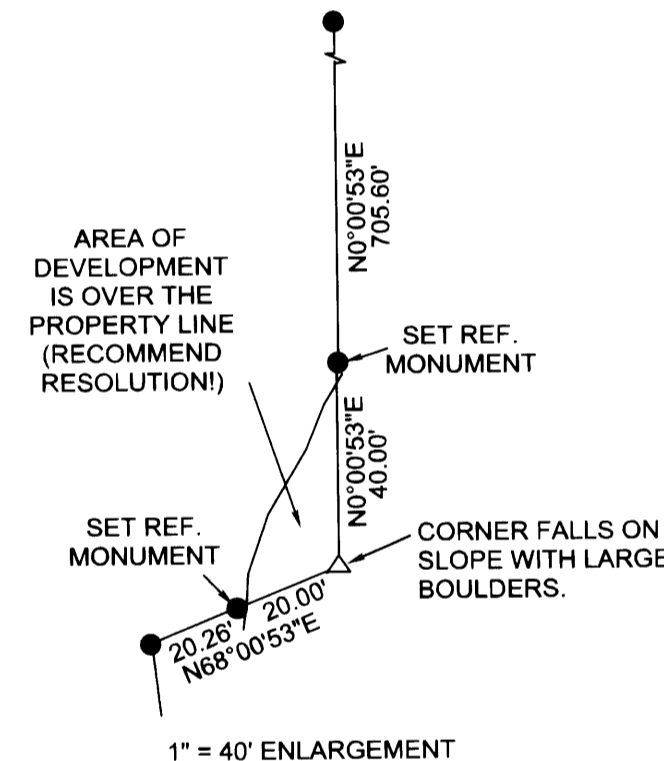 N0°00'53"E
705.60'
AREA OF
DEVELOPMENT
IS OVER THE
PROPERTY LINE
(RECOMMEND
RESOLUTION!)
SET REF.
MONUMENT
N0°00'53"E
40.00'
SET REF.
MONUMENT
CORNER FALLS ON
SLOPE WITH LARGE
BOULDERS.
20.26' 20.00'
N68°00'53"E
1" = 40' ENLARGEMENT